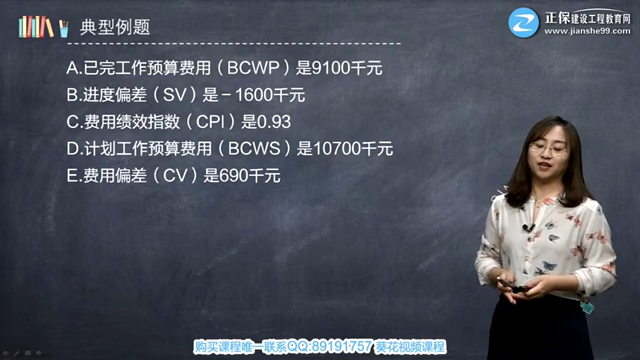 典型例题
正保建设工程教育网
www.jianshe99.com
A.已完工作预算费用（BCWP）是9100千元
B.进度偏差（SV）是－1600千元
C.费用绩效指数（CPI）是0.93
D.计划工作预算费用（BCWS）是10700千元
E.费用偏差（CV）是690千元
购买课程唯一联系QQ:89191757 葵花视频课程